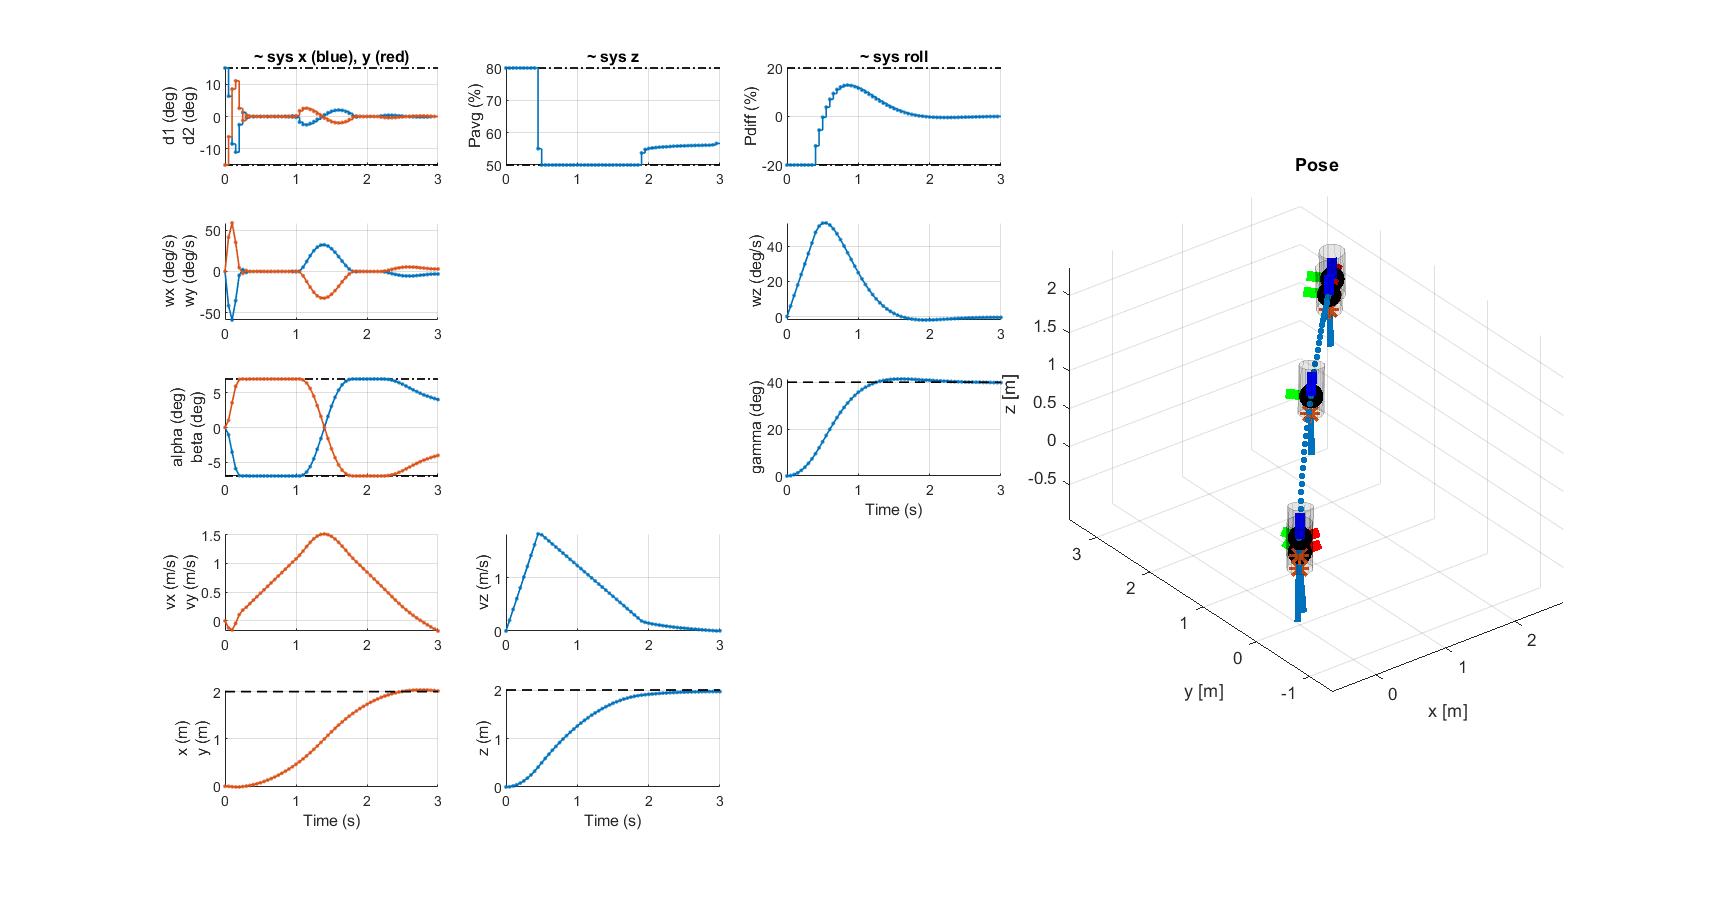 ~ sys x (blue), y (red)
~ sys z
~ sys roll
d1 (deg)
d2 (deg)
10
0
-10
0 1 2 3
Pavg (%)
80
70
60
50
0 1 2 3
Pdiff (%)
20
0
-20
0 1 2 3
wx (deg/s)
wy (deg/s)
50
0
-50
0 1 2 3
wz (deg/s)
40
20
0
0 1 2 3
alpha (deg)
beta (deg)
5
0
-5
0 1 2 3
gamma (deg)
40
20
0
0 1 2 3
Time (s)
vx (m/s)
vy (m/s)
1.5
1
0.5
0
0 1 2 3
vz (m/s)
1
0
0 1 2 3
x (m)
y (m)
2
1
0
0 1 2 3
Time (s)
z (m)
2
1
0
0 1 2 3
Time (s)
Pose
z [m]
2
1.5
1
0.5
0
-0.5
3
2
1
0
-1
y [m]
0
1
2
x [m]